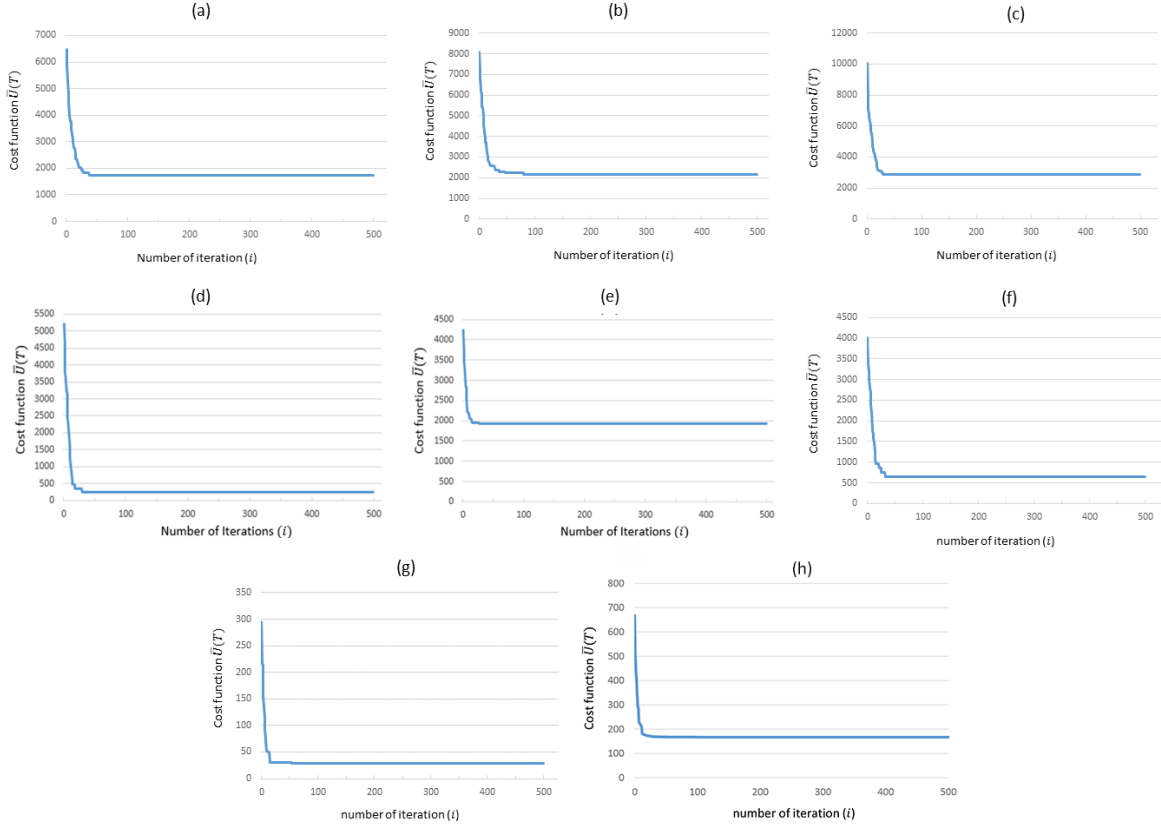 (a)
7000
6000
5000
4000
3000
2000
1000
0
Cost function Ū(T)
0 100 200 300 400 500
Number of iteration (i)
(b)
9000
8000
7000
6000
5000
4000
3000
2000
1000
0
Cost function Ū(T)
0 100 200 300 400 500
Number of iteration (i)
(c)
12000
10000
8000
6000
4000
2000
0
Cost function Ū(T)
0 100 200 300 400 500
Number of iteration (i)
(d)
5500
5000
4500
4000
3500
3000
2500
2000
1500
1000
500
0
Cost function Ū(T)
0 100 200 300 400 500
Number of Iterations (i)
(e)
4500
4000
3500
3000
2500
2000
1500
1000
500
0
Cost function Ū(T)
0 100 200 300 400 500
Number of Iterations (i)
(f)
4500
4000
3500
3000
2500
2000
1500
1000
500
0
Cost function Ū(T)
0 100 200 300 400 500
number of iteration (i)
(g)
350
300
250
200
150
100
50
0
Cost function Ū(T)
0 100 200 300 400 500
number of iteration (i)
(h)
800
700
600
500
400
300
200
100
0
Cost function Ū(T)
0 100 200 300 400 500
number of iteration (i)